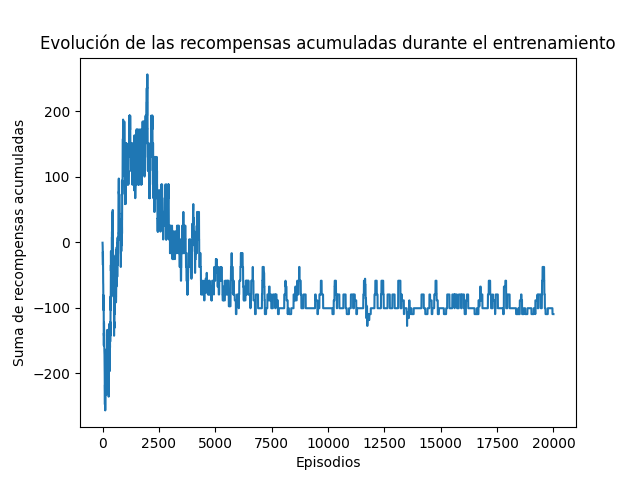 Evolución de las recompensas acumuladas durante el entrenamiento
Suma de recompensas acumuladas
200
100
0
−100
−200
0 2500 5000 7500 10000 12500 15000 17500 20000
Episodios